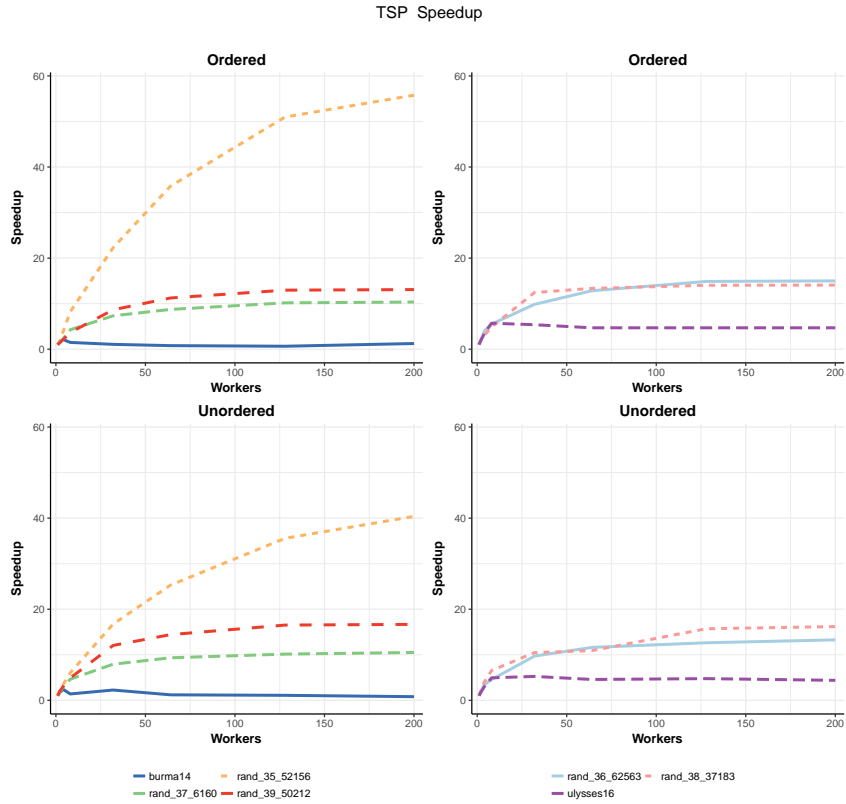 TSP Speedup
Ordered
Ordered
60
40
20
0
Speedup
0 50 100 150 200
Workers
60
40
20
0
Speedup
0 50 100 150 200
Workers
Unordered
Unordered
60
40
20
0
Speedup
0 50 100 150 200
Workers
60
40
20
0
Speedup
0 50 100 150 200
Workers
burma14 rand_35_52156
rand_37_6160 rand_39_50212
rand_36_62563 rand_38_37183
ulysses16